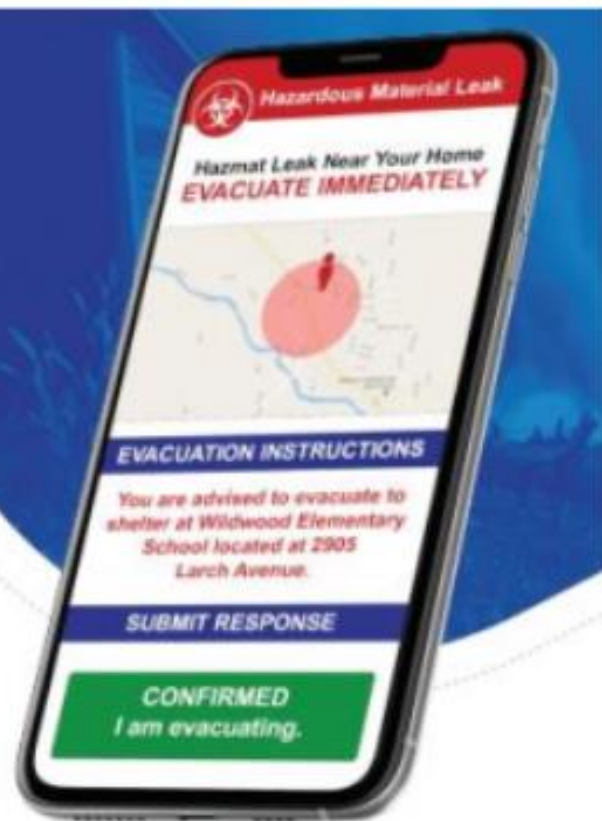 Hazardous Material Leak
Hazmat Leak Near Your Home
EVACUATE IMMEDIATELY
EVACUATION INSTRUCTIONS
You are advised to evacuate to
shelter at Wildwood Elementary
School located at 2905
Larch Avenue.
SUBMIT RESPONSE
CONFIRMED
I am evacuating.